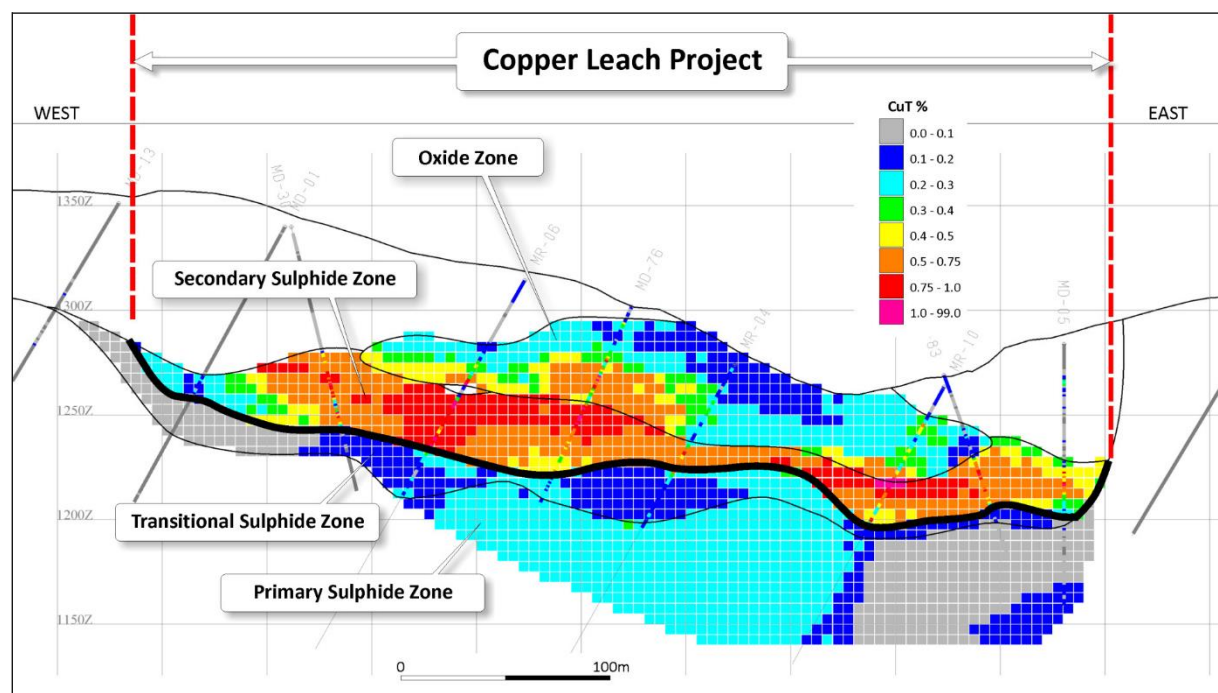 Copper Leach Project
WEST
EAST
CuT %
0.0 - 0.1
0.1 - 0.2
0.2 - 0.3
0.3 - 0.4
0.4 - 0.5
0.5 - 0.75
0.75 - 1.0
1.0 - 99.0
Oxide Zone
MD-01
MR-06
MD-76
MR-04
83
MR-10
MD-05
1350Z
Secondary Sulphide Zone
1300Z
1250Z
1200Z
Transitional Sulphide Zone
Primary Sulphide Zone
1150Z
0
100m